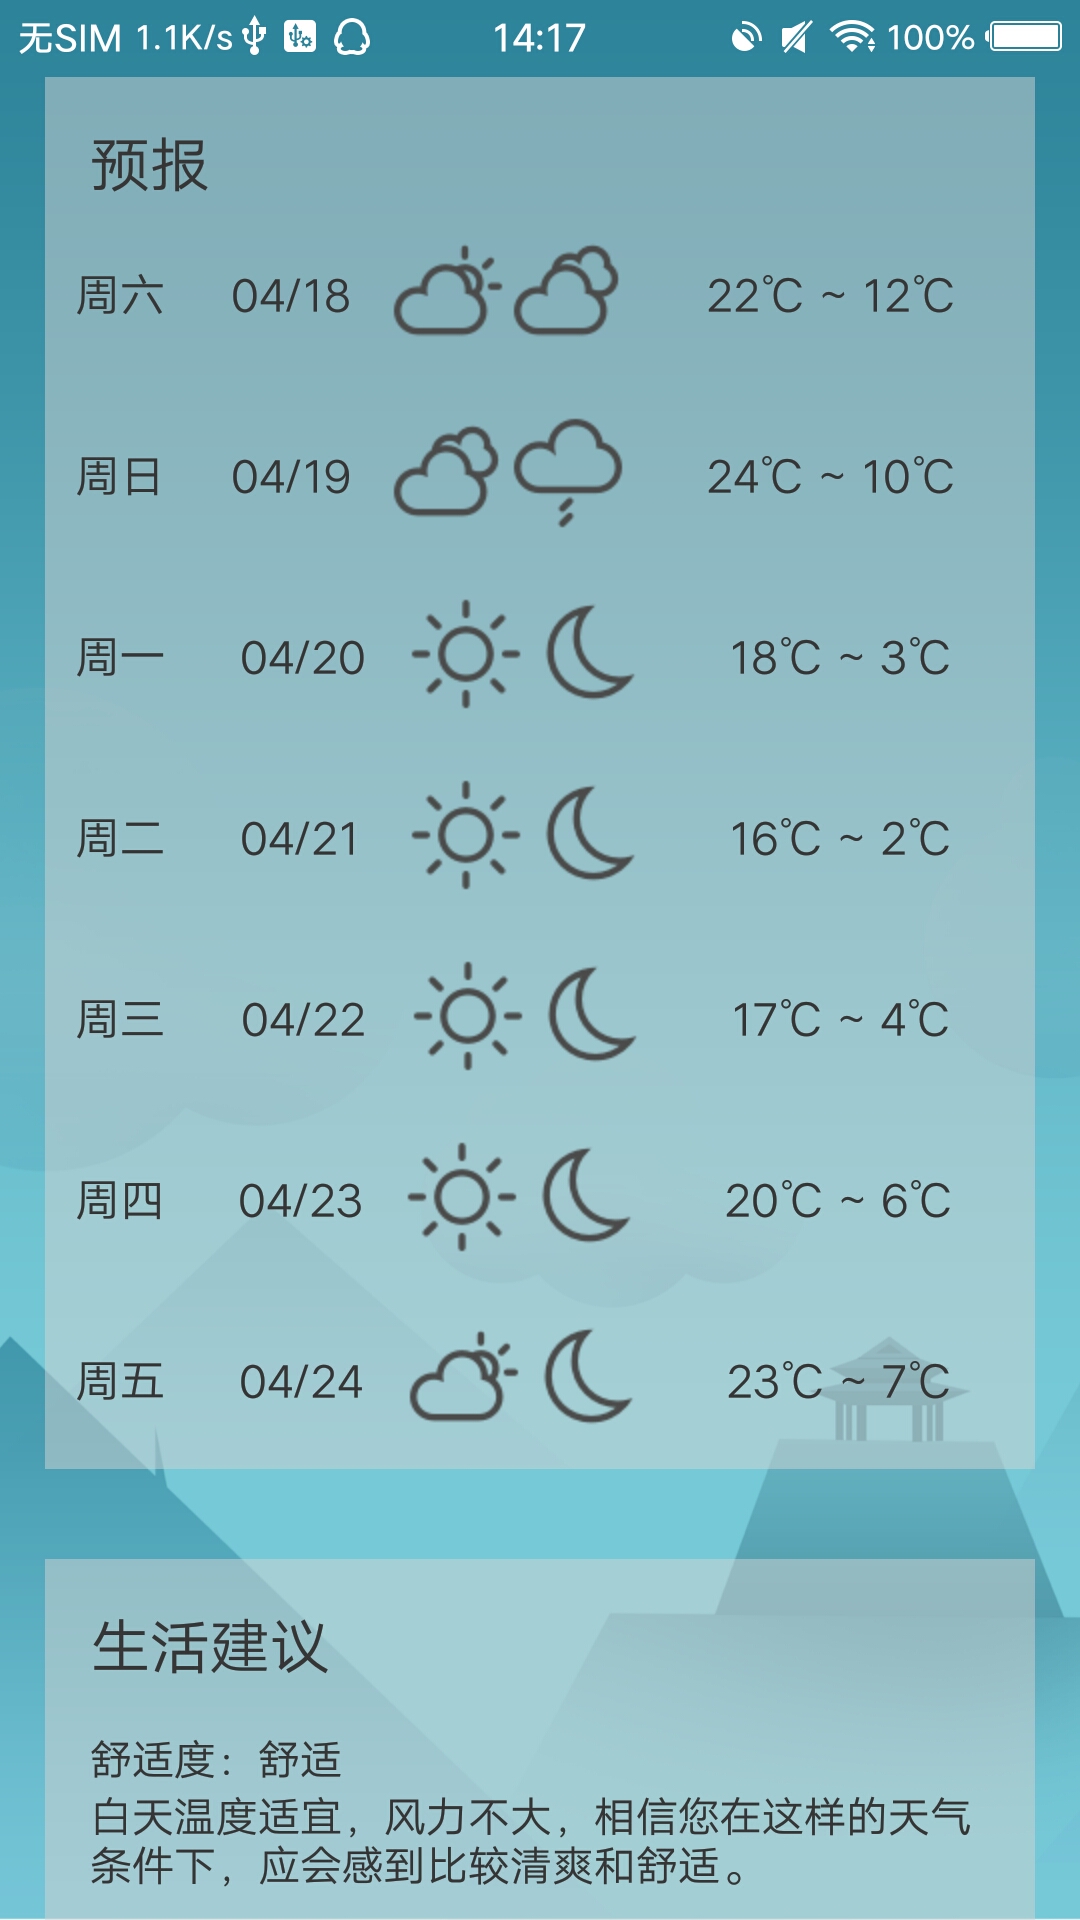 无SIM 1.1K/s 14:17 100%
预报
周六 04/18 22℃ ~ 12℃
周日 04/19 24℃ ~ 10℃
周一 04/20 18℃ ~ 3℃
周二 04/21 16℃ ~ 2℃
周三 04/22 17℃ ~ 4℃
周四 04/23 20℃ ~ 6℃
周五 04/24 23℃ ~ 7℃
生活建议
舒适度：舒适
白天温度适宜，风力不大，相信您在这样的天气
条件下，应会感到比较清爽和舒适。